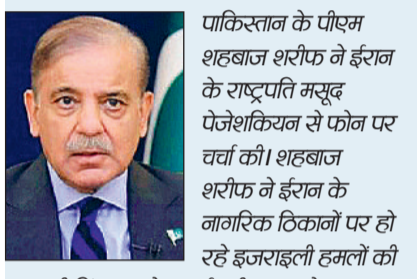 पाकिस्तान के पीएम
शहबाज शरीफ ने ईरान
के राष्ट्रपति मसूद
पेजेशकियन से फोन पर
चर्चा की। शहबाज
शरीफ ने ईरान के
नागरिक ठिकानों पर हो
रहे इजराइली हमलों की